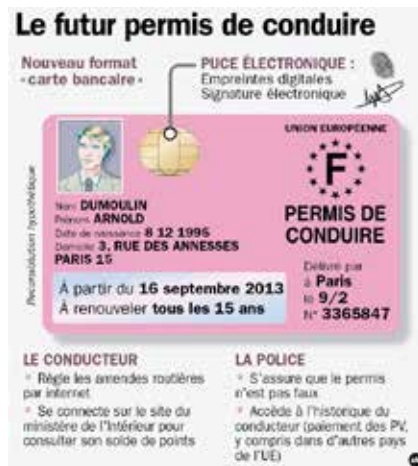 Le futur permis de conduire
Nouveau format
«carte bancaire»
PUCE ÉLECTRONIQUE :
Empreintes digitales
Signature électronique
Reconstitution hypothétique
UNION EUROPÉENNE
F
PERMIS DE
CONDUIRE
Nom DUMOULIN
Prénom ARNOLD
Date de naissance 8 12 1995
Domicile 3, RUE DES ANNESSES
PARIS 15
Délivré par
à Paris
le 9/2
N° 3365847
À partir du 16 septembre 2013
À renouveler tous les 15 ans
LE CONDUCTEUR
* Règle les amendes routières
par internet
* Se connecte sur le site du
ministère de l'Intérieur pour
consulter son solde de points
LA POLICE
* S'assure que le permis
n'est pas faux
* Accède à l'historique du
conducteur (paiement des PV,
y compris dans d'autres pays
de l'UE)